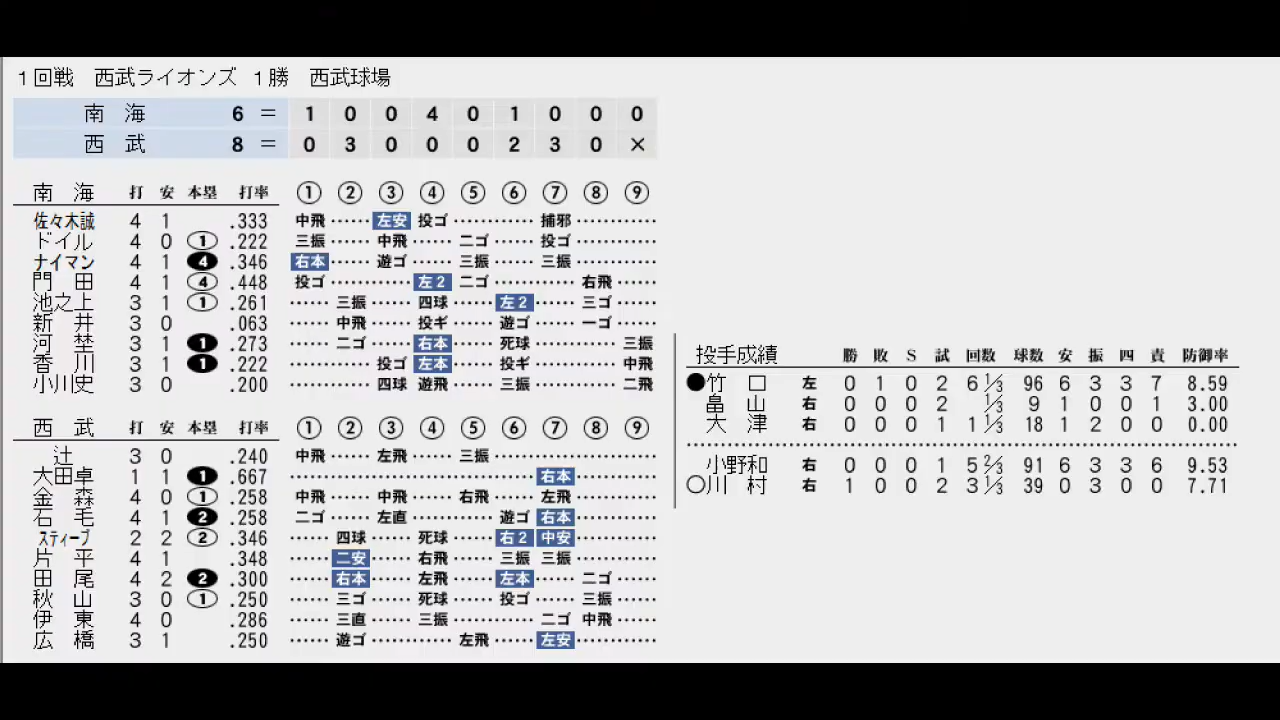 1回戦 西武ライオンズ 1勝 西武球場
南海 6 = 1 0 0 4 0 1 0 0 0
西武 8 = 0 3 0 0 0 2 3 0 ×
南海 打 安 本塁 打率 ① ② ③ ④ ⑤ ⑥ ⑦ ⑧ ⑨
佐々木誠 4 1 .333 中飛 …… 左安 投ゴ ………… 捕邪 …………
ドイル 4 0 ① .222 三振 …… 中飛 …… 二ゴ …… 投ゴ …………
ナイマン 4 1 ❹ .346 右本 …… 遊ゴ …… 三振 …… 三振 …………
門田 4 1 ④ .448 投ゴ ………… 左2 二ゴ ………… 右飛 ……
池之上 3 1 ① .261 …… 三振 …… 四球 …… 左2 …… 三ゴ ……
新井 3 0 .063 …… 中飛 …… 投ギ …… 遊ゴ …… 一ゴ ……
河埜 3 1 ❶ .273 …… 二ゴ …… 右本 …… 死球 ………… 三振
香川 3 1 ❶ .222 ………… 投ゴ 左本 …… 投ギ ………… 中飛
小川史 3 0 .200 ………… 四球 遊飛 …… 三振 ………… 二飛
西武 打 安 本塁 打率 ① ② ③ ④ ⑤ ⑥ ⑦ ⑧ ⑨
辻 3 0 .240 中飛 …… 左飛 …… 三振 ……………………
大田卓 1 1 ❶ .667 ……………………………… 右本 …………
金森 4 0 ① .258 中飛 …… 中飛 …… 右飛 …… 左飛 …………
石毛 4 1 ❷ .258 二ゴ …… 左直 ………… 遊ゴ 右本 …………
スティーブ 2 2 ② .346 …… 四球 …… 死球 …… 右2 中安 …………
片平 4 1 .348 …… 二安 …… 右飛 …… 三振 三振 …………
田尾 4 2 ❷ .300 …… 右本 …… 左飛 …… 左本 …… 二ゴ ……
秋山 3 0 ① .250 …… 三ゴ …… 死球 …… 投ゴ …… 三振 ……
伊東 4 0 .286 …… 三直 …… 三振 ………… 二ゴ 中飛 ……
広橋 3 1 .250 …… 遊ゴ ………… 左飛 …… 左安 …………
投手成績 勝 敗 S 試 回数 球数 安 振 四 責 防御率
●竹口 左 0 1 0 2 6 1/3 96 6 3 3 7 8.59
畠山 右 0 0 0 2 1/3 9 1 0 0 1 3.00
大津 右 0 0 0 1 1 1/3 18 1 2 0 0 0.00
小野和 右 0 0 0 1 5 2/3 91 6 3 3 6 9.53
○川村 右 1 0 0 2 3 1/3 39 0 3 0 0 7.71